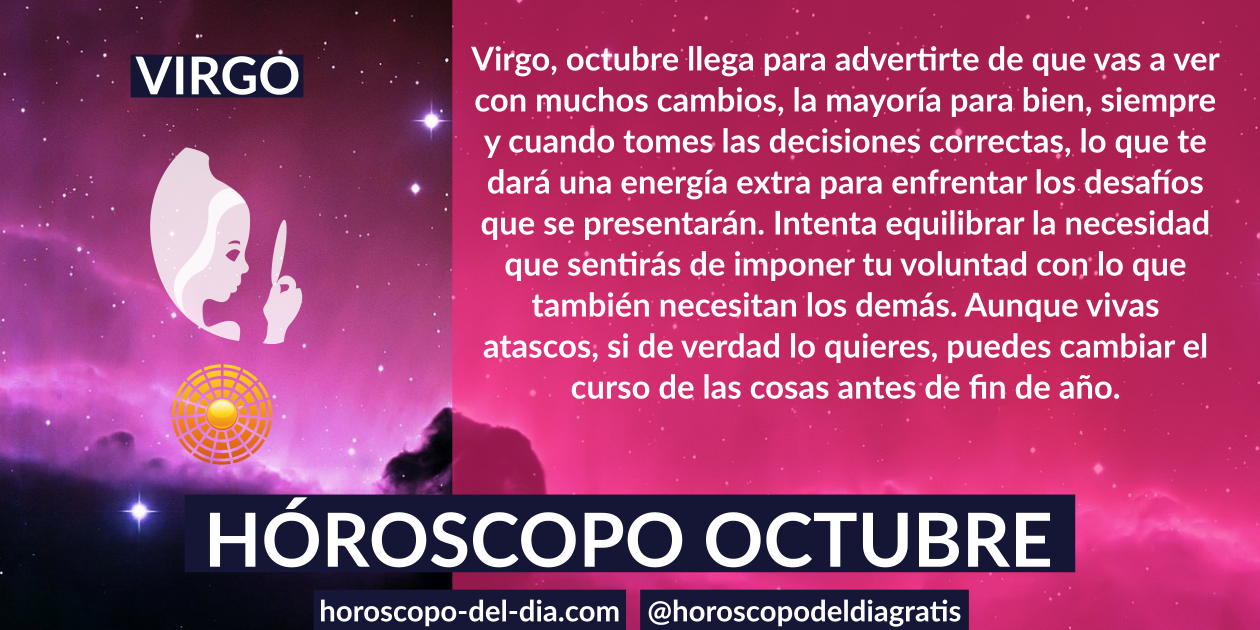 VIRGO
Virgo, octubre llega para advertirte de que vas a ver
con muchos cambios, la mayoría para bien, siempre
y cuando tomes las decisiones correctas, lo que te
dará una energía extra para enfrentar los desafíos
que se presentarán. Intenta equilibrar la necesidad
que sentirás de imponer tu voluntad con lo que
también necesitan los demás. Aunque vivas
atascos, si de verdad lo quieres, puedes cambiar el
curso de las cosas antes de fin de año.
HÓROSCOPO OCTUBRE
horoscopo-del-dia.com @horoscopodeldiagratis